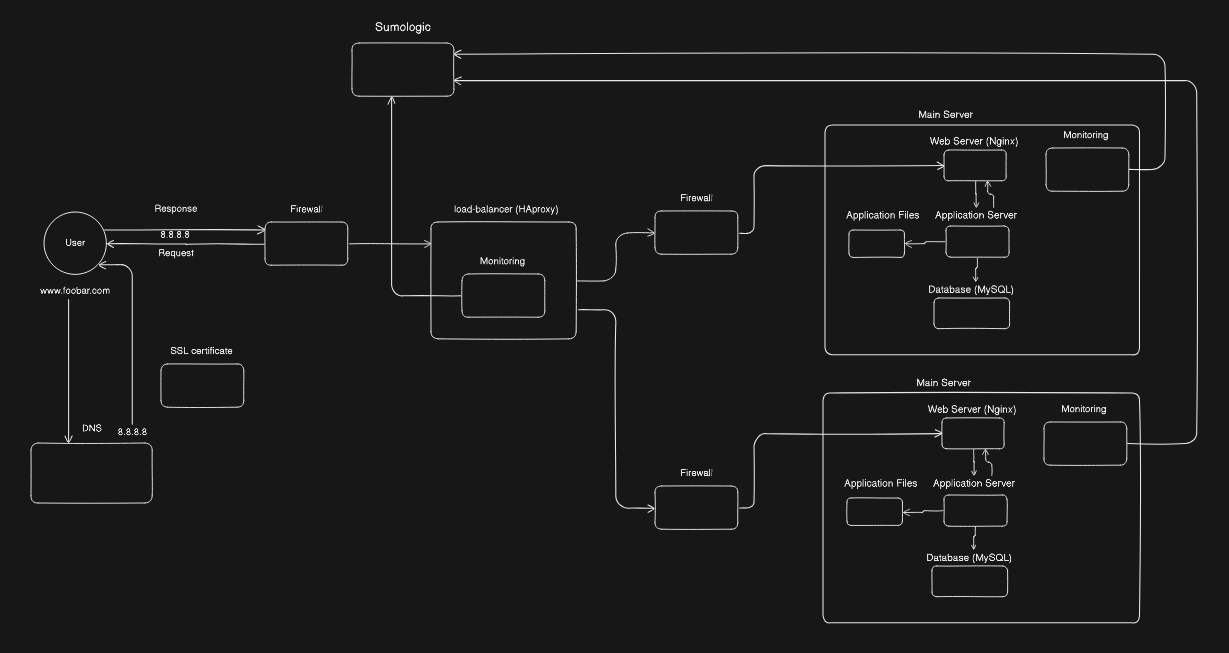 Sumologic
Main Server
Web Server (Nginx)
Monitoring
Response
Firewall
load-balancer (HAproxy)
Firewall
Application Files
Application Server
8.8.8.8
User
Request
Monitoring
www.foobar.com
Database (MySQL)
SSL certificate
Main Server
Web Server (Nginx)
Monitoring
DNS
8.8.8.8
Firewall
Application Files
Application Server
Database (MySQL)